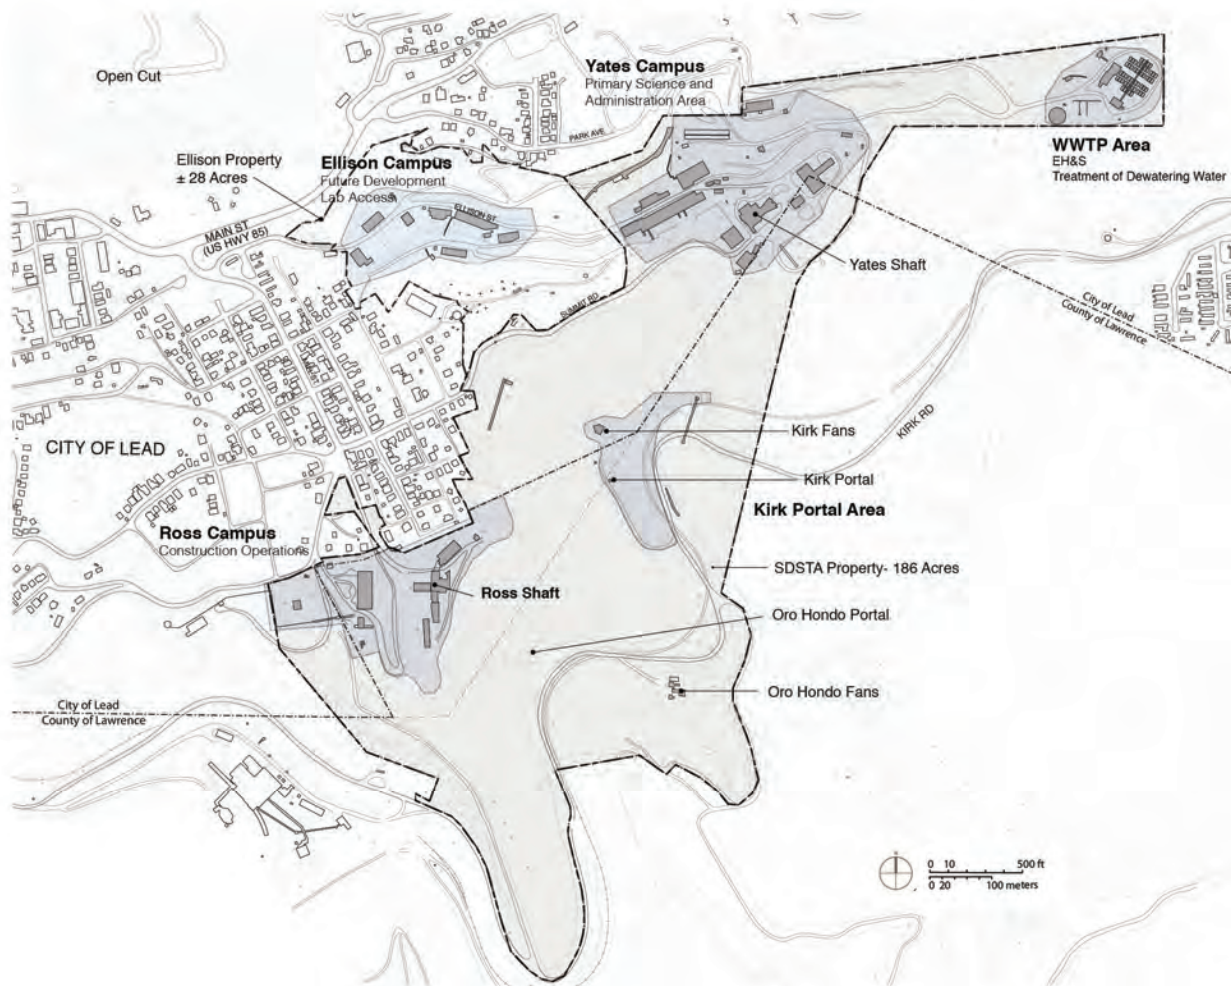 Open Cut
Yates Campus
Primary Science and
Administration Area
PARK AVE
WWTP Area
EH&S
Treatment of Dewatering Water
Ellison Property
± 28 Acres
Ellison Campus
Future Development
Lab Access
ELLISON ST
MAIN ST
(US HWY 85)
Yates Shaft
SUMMIT RD
City of Lead
County of Lawrence
Kirk Fans
KIRK RD
CITY OF LEAD
Kirk Portal
Kirk Portal Area
Ross Campus
Construction Operations
SDSTA Property- 186 Acres
Ross Shaft
Oro Hondo Portal
Oro Hondo Fans
City of Lead
County of Lawrence
0 10 500 ft
0 20 100 meters